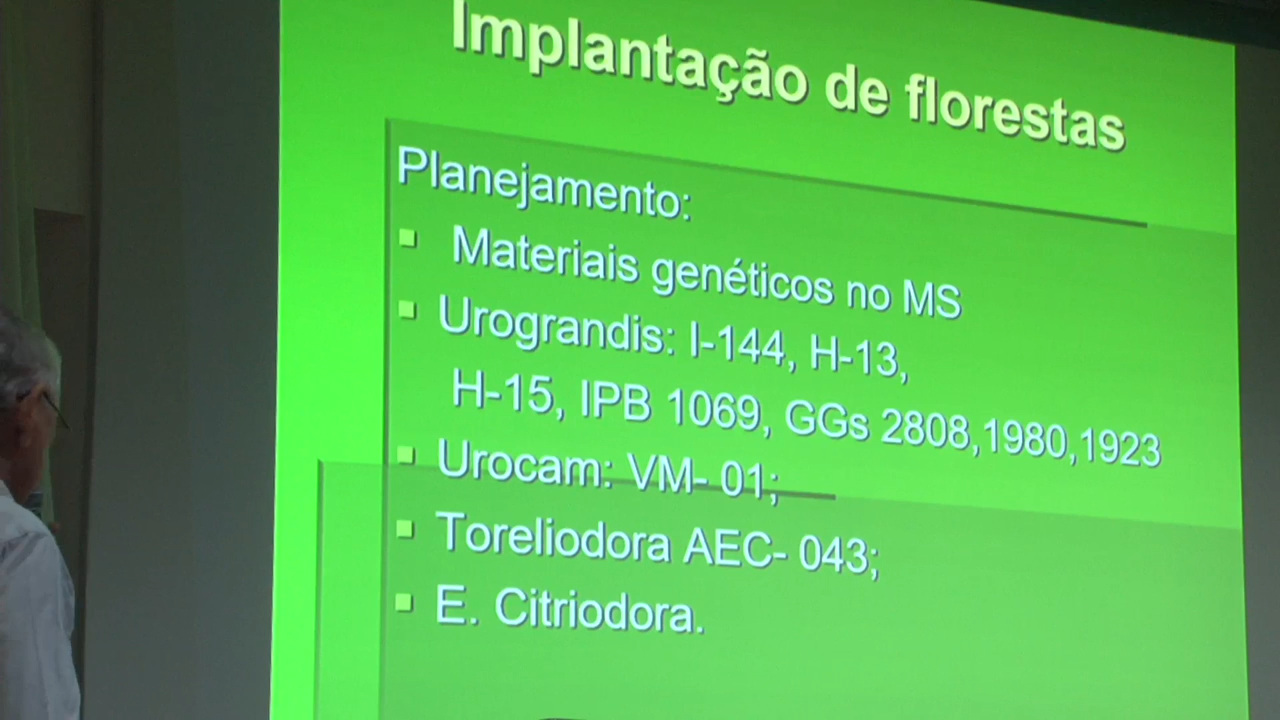 Implantação de florestas
Planejamento:
Materiais genéticos no MS
Urograndis: I-144, H-13,
H-15, IPB 1069, GGs 2808,1980,1923
Urocam: VM- 01;
Toreliodora AEC- 043;
E. Citriodora.